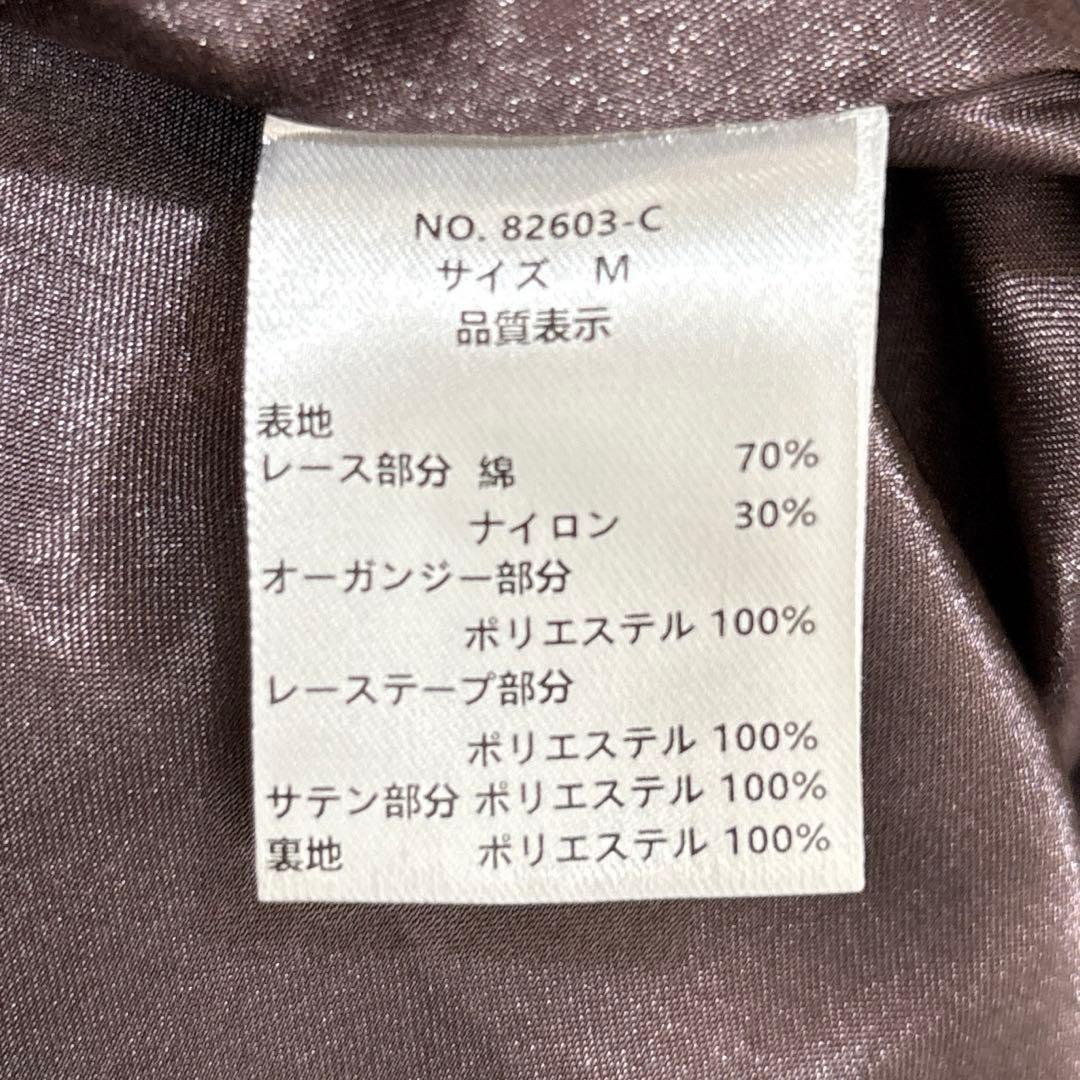 NO. 82603-C
サイズ　M
品質表示
表地
レース部分 綿 70%
ナイロン 30%
オーガンジー部分
ポリエステル 100%
レーステープ部分
ポリエステル 100%
サテン部分 ポリエステル 100%
裏地 ポリエステル 100%